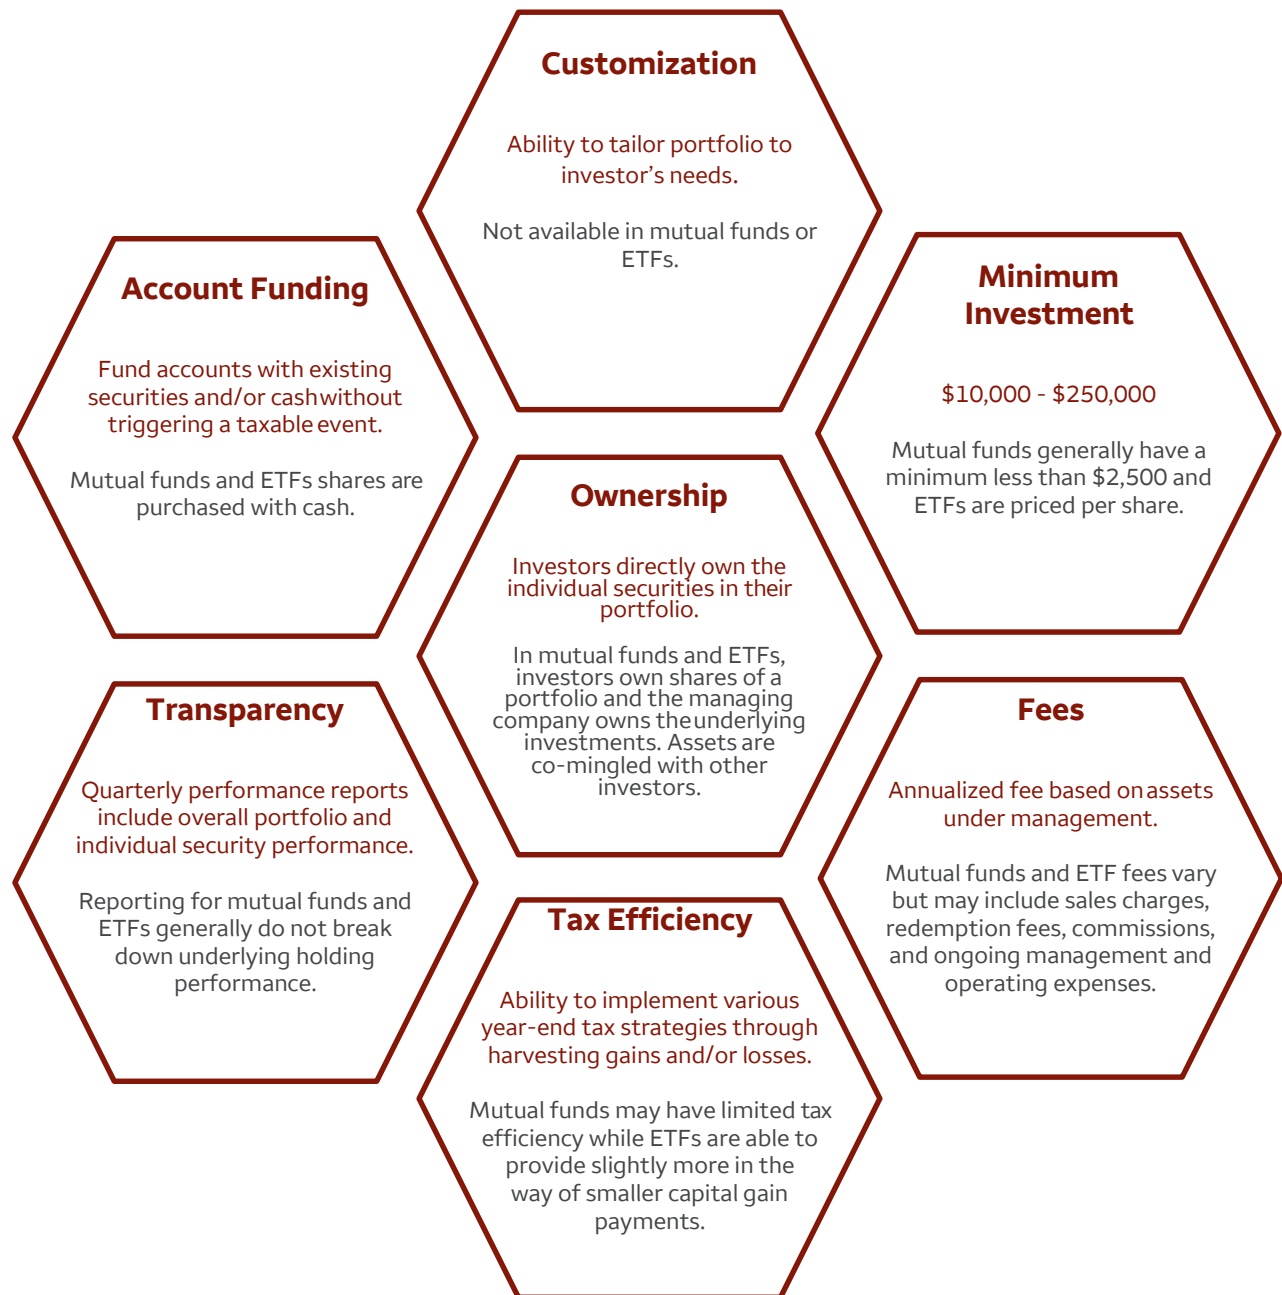 Customization
Ability to tailor portfolio to
investor’s needs.
Not available in mutual funds or
ETFs.
Account Funding
Fund accounts with existing
securities and/or cash without
triggering a taxable event.
Mutual funds and ETFs shares are
purchased with cash.
Minimum
Investment
$10,000 - $250,000
Mutual funds generally have a
minimum less than $2,500 and
ETFs are priced per share.
Ownership
Investors directly own the
individual securities in their
portfolio.
In mutual funds and ETFs,
investors own shares of a
portfolio and the managing
company owns the underlying
investments. Assets are
co-mingled with other
investors.
Transparency
Quarterly performance reports
include overall portfolio and
individual security performance.
Reporting for mutual funds and
ETFs generally do not break
down underlying holding
performance.
Fees
Annualized fee based on assets
under management.
Mutual funds and ETF fees vary
but may include sales charges,
redemption fees, commissions,
and ongoing management and
operating expenses.
Tax Efficiency
Ability to implement various
year-end tax strategies through
harvesting gains and/or losses.
Mutual funds may have limited tax
efficiency while ETFs are able to
provide slightly more in the
way of smaller capital gain
payments.